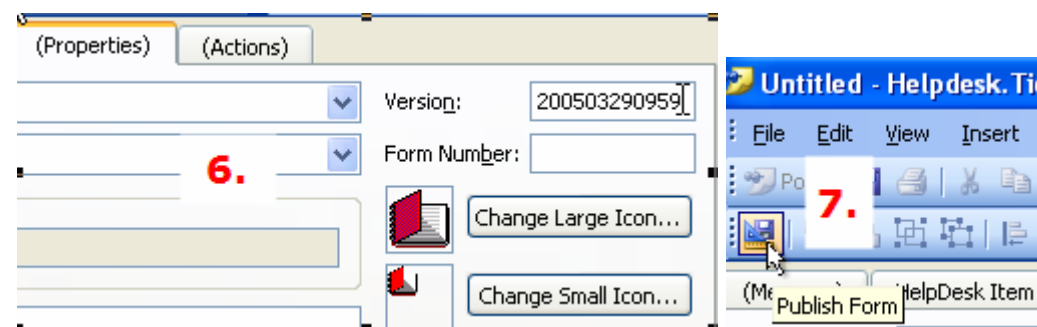 (Properties) (Actions)
Version: 200503290959
Form Number:
6.
Change Large Icon...
Change Small Icon...
Untitled - Helpdesk.Ti
File Edit View Insert
Po
7.
(Me HelpDesk Item
Publish Form